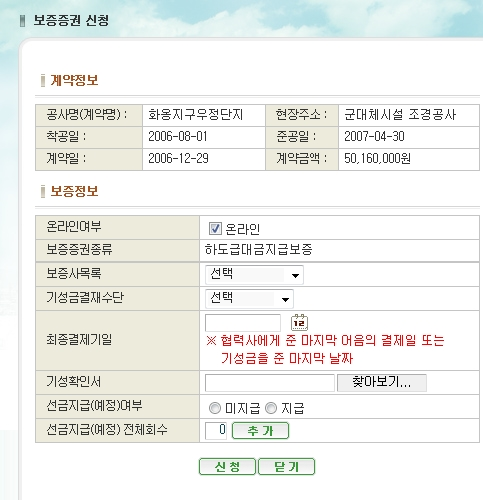 보증증권 신청
계약정보
공사명(계약명) : 화옹지구우정단지 현장주소 : 군대체시설 조경공사
착공일 : 2006-08-01 준공일 : 2007-04-30
계약일 : 2006-12-29 계약금액 : 50,160,000원
보증정보
온라인여부 온라인
보증증권종류 하도급대금지급보증
보증사목록 선택
기성금결재수단 선택
최종결제기일 12
※ 협력사에게 준 마지막 어음의 결제일 또는
기성금을 준 마지막 날짜
기성확인서 찾아보기...
선금지급(예정)여부 미지급 지급
선금지급(예정) 전체회수 0 추 가
신 청 닫 기